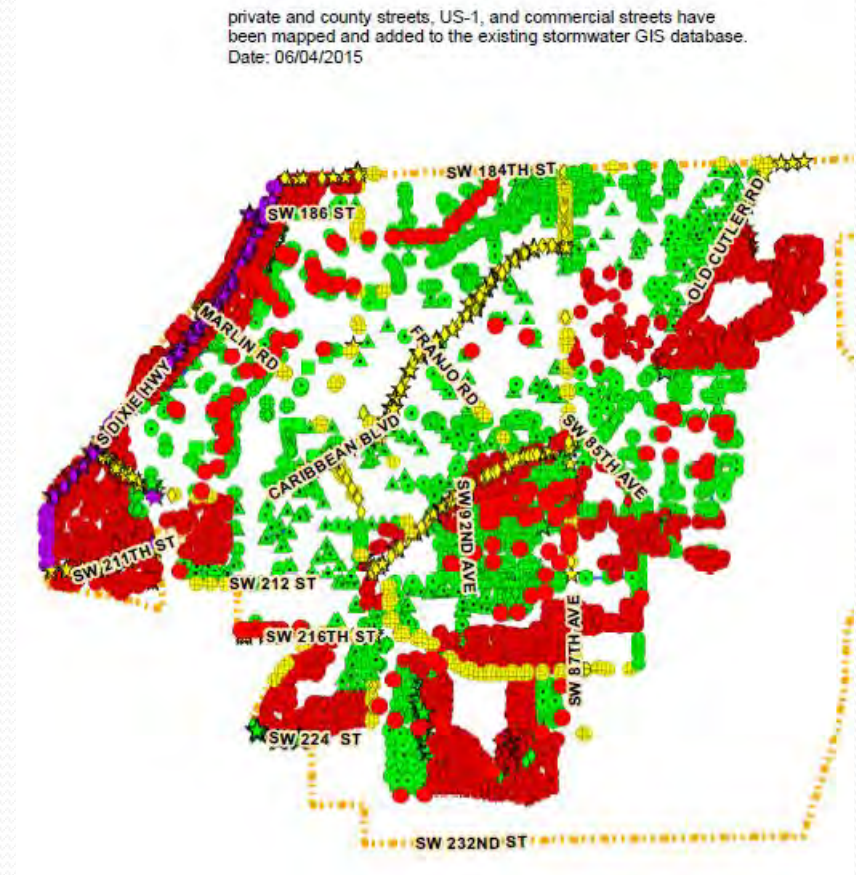 private and county streets, US-1, and commercial streets have
been mapped and added to the existing stormwater GIS database.
Date: 06/04/2015
SW 184TH ST
SW 186 ST
OLD CUTLER RD
MARLIN RD
FRANJO RD
S DIXIE HWY
CARIBBEAN BLVD
SW 85TH AVE
SW 92ND AVE
SW 211TH ST
SW 212 ST
SW 87TH AVE
SW 216TH ST
SW 224 ST
SW 232ND ST